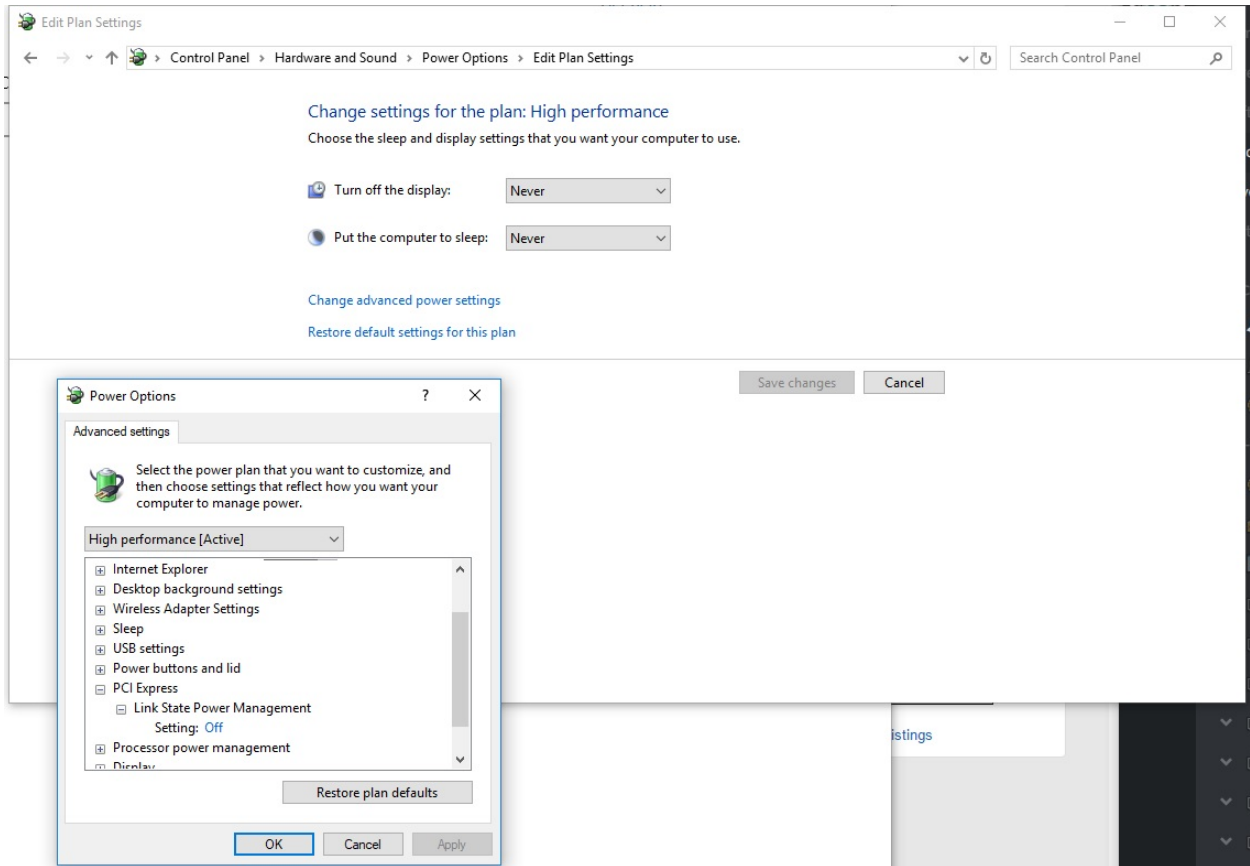 Edit Plan Settings
Control Panel > Hardware and Sound > Power Options > Edit Plan Settings
Search Control Panel
Change settings for the plan: High performance
Choose the sleep and display settings that you want your computer to use.
Turn off the display: Never
Put the computer to sleep: Never
Change advanced power settings
Restore default settings for this plan
Save changes Cancel
Power Options ?
Advanced settings
Select the power plan that you want to customize, and
then choose settings that reflect how you want your
computer to manage power.
High performance [Active]
Internet Explorer
Desktop background settings
Wireless Adapter Settings
Sleep
USB settings
Power buttons and lid
PCI Express
Link State Power Management
Setting: Off
Processor power management
Display
Restore plan defaults
OK Cancel Apply
istings